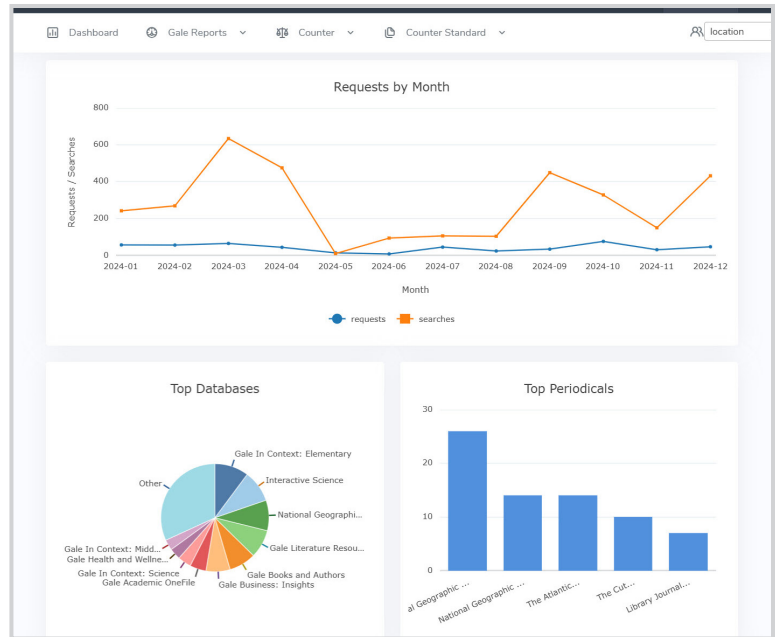 Dashboard
Gale Reports
Counter
Counter Standard
location
Requests by Month
800
600
400
200
0
Requests / Searches
2024-01
2024-02
2024-03
2024-04
2024-05
2024-06
2024-07
2024-08
2024-09
2024-10
2024-11
2024-12
Month
requests
searches
Top Databases
Gale In Context: Elementary
Interactive Science
National Geographi...
Gale Literature Resou...
Gale Books and Authors
Gale Business: Insights
Gale Academic OneFile
Gale In Context: Science
Gale Health and Wellne...
Gale In Context: Midd...
Other
Top Periodicals
30
20
10
0
al Geographic ...
National Geographic ...
The Atlantic...
The Cut...
Library Journal...